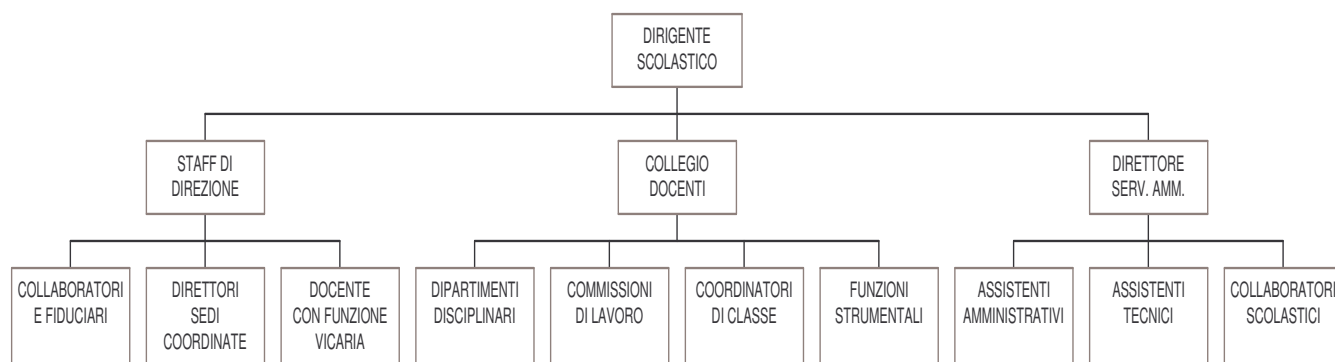 DIRIGENTE
SCOLASTICO
STAFF DI
DIREZIONE
COLLEGIO
DOCENTI
DIRETTORE
SERV. AMM.
COLLABORATORI
E FIDUCIARI
DIRETTORI
SEDI
COORDINATE
DOCENTE
CON FUNZIONE
VICARIA
DIPARTIMENTI
DISCIPLINARI
COMMISSIONI
DI LAVORO
COORDINATORI
DI CLASSE
FUNZIONI
STRUMENTALI
ASSISTENTI
AMMINISTRATIVI
ASSISTENTI
TECNICI
COLLABORATORI
SCOLASTICI